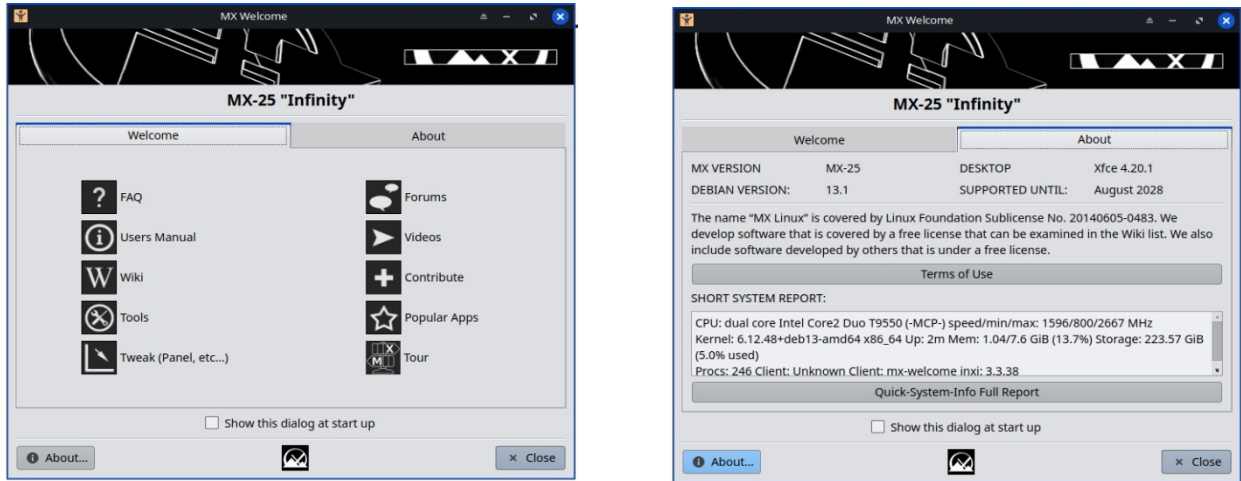 MX Welcome
MX
MX-25 "Infinity"
Welcome
About
FAQ
Forums
Users Manual
Videos
Wiki
Contribute
Tools
Popular Apps
Tweak (Panel, etc...)
Tour
Show this dialog at start up
About...
Close
MX Welcome
MX
MX-25 "Infinity"
Welcome
About
MX VERSION MX-25 DESKTOP Xfce 4.20.1
DEBIAN VERSION: 13.1 SUPPORTED UNTIL: August 2028
The name “MX Linux” is covered by Linux Foundation Sublicense No. 20140605-0483. We
develop software that is covered by a free license that can be examined in the Wiki list. We also
include software developed by others that is under a free license.
Terms of Use
SHORT SYSTEM REPORT:
CPU: dual core Intel Core2 Duo T9550 (-MCP-) speed/min/max: 1596/800/2667 MHz
Kernel: 6.12.48+deb13-amd64 x86_64 Up: 2m Mem: 1.04/7.6 GiB (13.7%) Storage: 223.57 GiB
(5.0% used)
Procs: 246 Client: Unknown Client: mx-welcome inxi: 3.3.38
Quick-System-Info Full Report
Show this dialog at start up
About...
Close